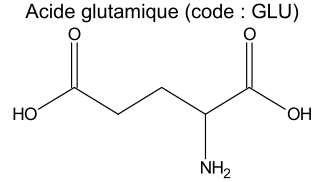 Acide glutamique (code : GLU)
O O
HO OH
NH2